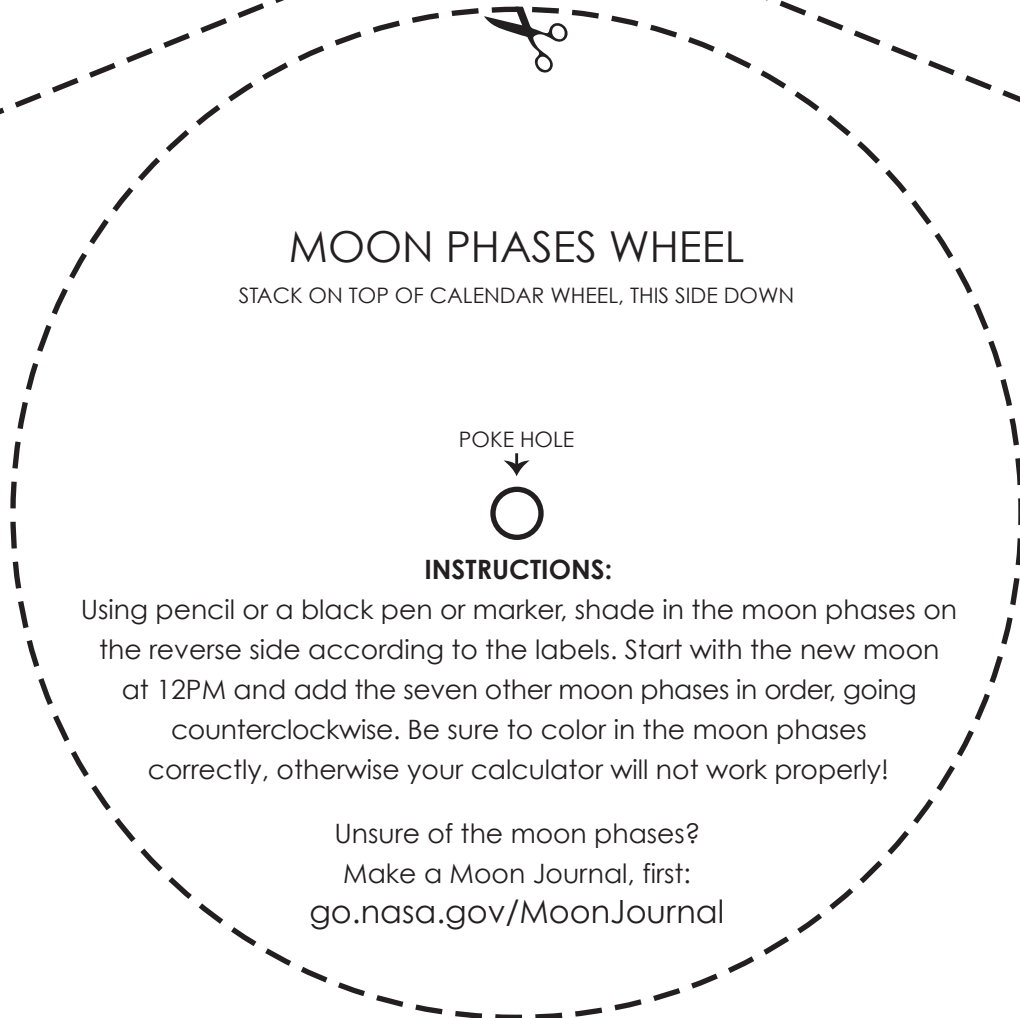 MOON PHASES WHEEL
STACK ON TOP OF CALENDAR WHEEL, THIS SIDE DOWN
POKE HOLE
INSTRUCTIONS:
Using pencil or a black pen or marker, shade in the moon phases on
the reverse side according to the labels. Start with the new moon
at 12PM and add the seven other moon phases in order, going
counterclockwise. Be sure to color in the moon phases
correctly, otherwise your calculator will not work properly!
Unsure of the moon phases?
Make a Moon Journal, first:
go.nasa.gov/MoonJournal